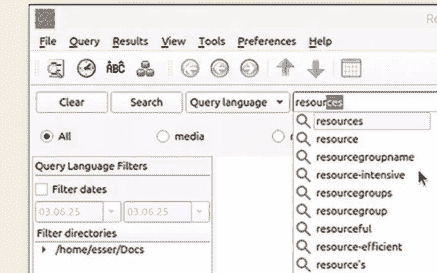 Re
File Query Results View Tools Preferences Help
ABC
Clear Search Query language resources
All media
resources
resource
resourcegroupname
resource-intensive
resourcegroups
resourcegroup
resourceful
resource-efficient
resource's
Query Language Filters
Filter dates
03.06.25 03.06.25
Filter directories
/home/esser/Docs